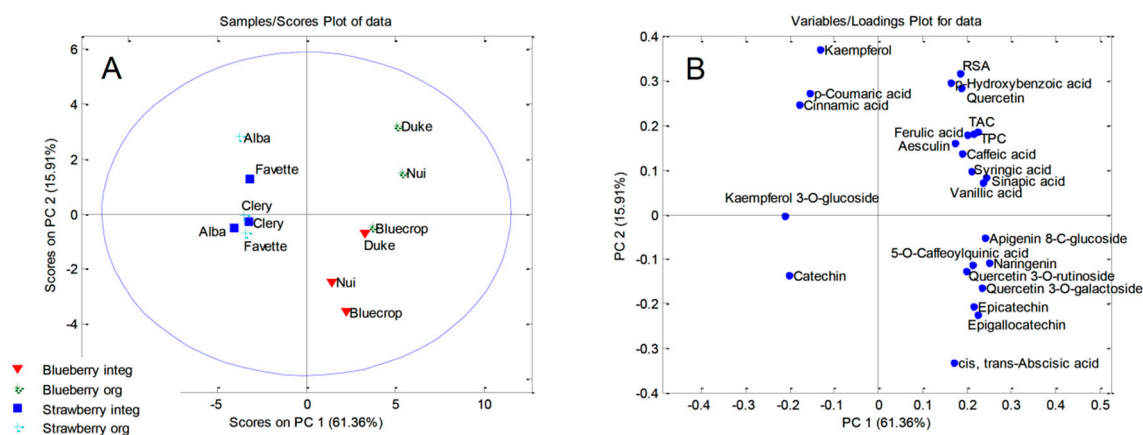 Samples/Scores Plot of data
A
6
4
2
0
-2
-4
Scores on PC 2 (15.91%)
Alba
Favette
Clery
Clery
Alba
Favette
Duke
Nui
Bluecrop
Duke
Nui
Bluecrop
-5
0
5
10
Scores on PC 1 (61.36%)
Blueberry integ
Blueberry org
Strawberry integ
Strawberry org
Variables/Loadings Plot for data
B
0.4
0.3
0.2
0.1
0
-0.1
-0.2
-0.3
-0.4
PC 2 (15.91%)
Kaempferol
RSA
p-Hydroxybenzoic acid
Quercetin
p-Coumaric acid
Cinnamic acid
TAC
Ferulic acid
TPC
Aesculin
Caffeic acid
Syringic acid
Sinapic acid
Vanillic acid
Kaempferol 3-O-glucoside
Apigenin 8-C-glucoside
5-O-Caffeoylquinic acid
Naringenin
Catechin
Quercetin 3-O-rutinoside
Quercetin 3-O-galactoside
Epicatechin
Epigallocatechin
cis, trans-Abscisic acid
-0.4
-0.3
-0.2
-0.1
0
0.1
0.2
0.3
0.4
0.5
PC 1 (61.36%)